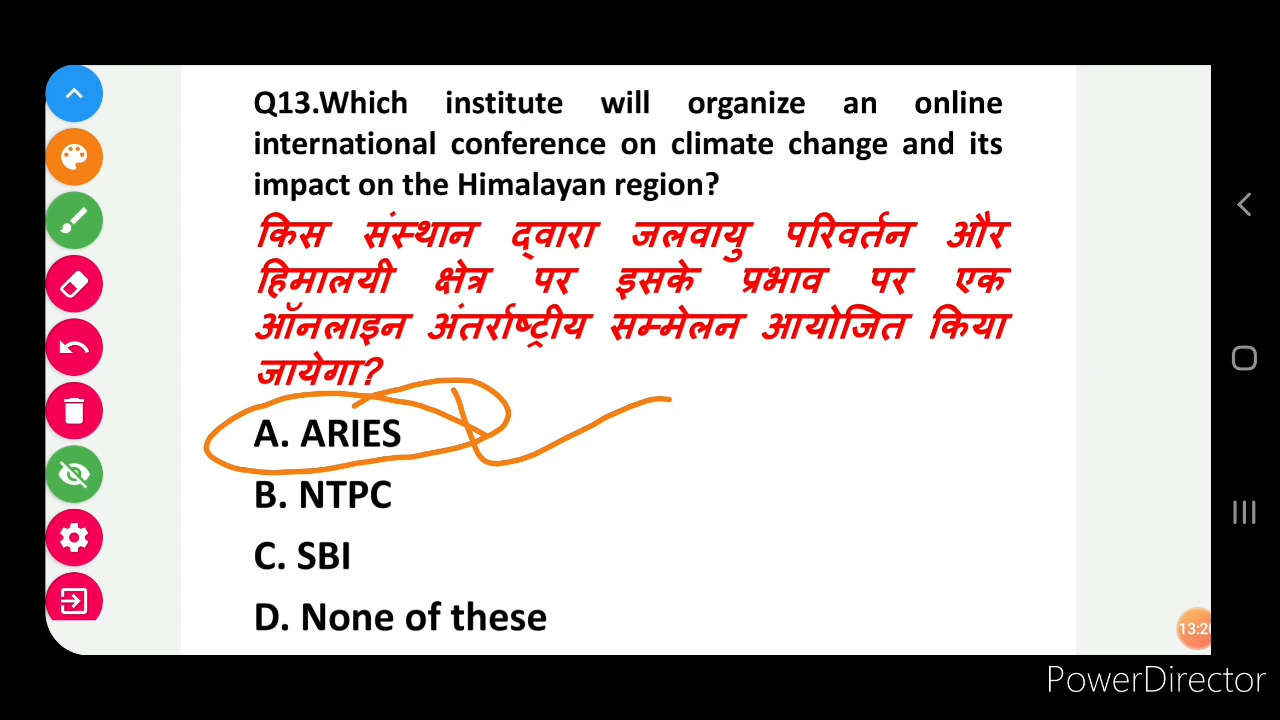 Q13.Which institute will organize an online
international conference on climate change and its
impact on the Himalayan region?
किस संस्थान द्वारा जलवायु परिवर्तन और
हिमालयी क्षेत्र पर इसके प्रभाव पर एक
ऑनलाइन अंतर्राष्ट्रीय सम्मेलन आयोजित किया
जायेगा?
A. ARIES
B. NTPC
C. SBI
D. None of these
PowerDirector